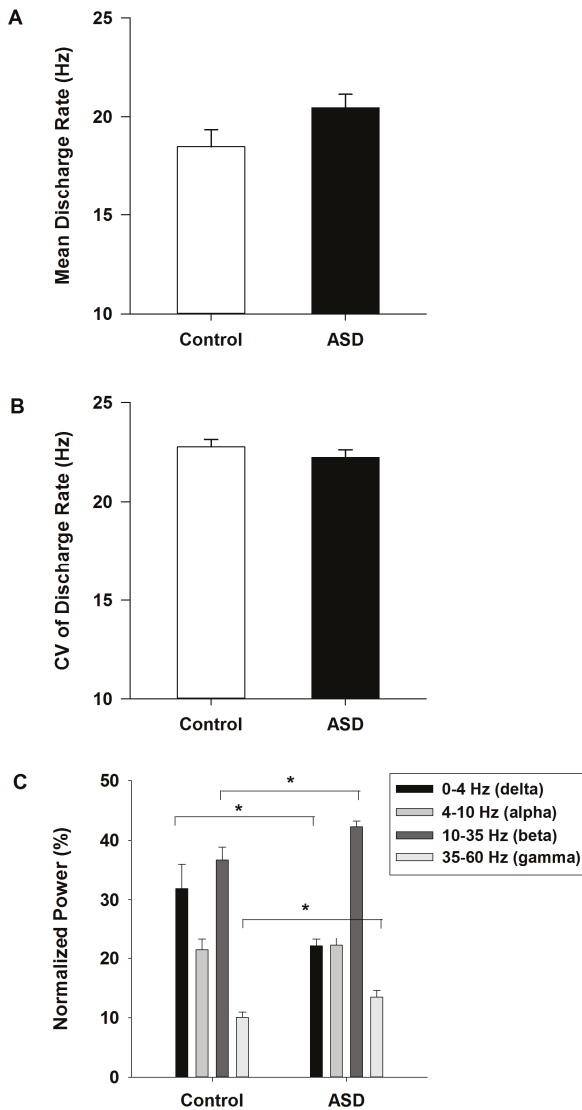 A
Mean Discharge Rate (Hz)
25
20
15
10
Control ASD
B
CV of Discharge Rate (Hz)
25
20
15
10
Control ASD
C
Normalized Power (%)
50
40
30
20
10
0
*
*
*
0-4 Hz (delta)
4-10 Hz (alpha)
10-35 Hz (beta)
35-60 Hz (gamma)
Control ASD